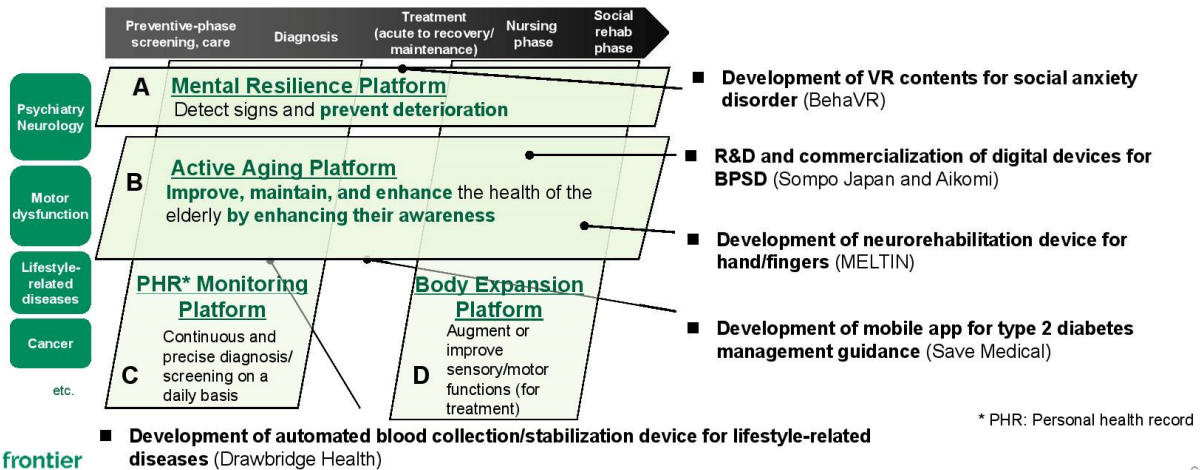 Preventive-phase
screening, care
Diagnosis
Treatment
(acute to recovery/
maintenance)
Nursing
phase
Social
rehab
phase
Psychiatry
Neurology
Motor
dysfunction
Lifestyle-
related
diseases
Cancer
etc.
A
Mental Resilience Platform
Detect signs and prevent deterioration
B
Active Aging Platform
Improve, maintain, and enhance the health of the
elderly by enhancing their awareness
C
PHR* Monitoring
Platform
Continuous and
precise diagnosis/
screening on a
daily basis
D
Body Expansion
Platform
Augment or
improve
sensory/motor
functions (for
treatment)
■ Development of VR contents for social anxiety
disorder (BehaVR)
■ R&D and commercialization of digital devices for
BPSD (Sompo Japan and Aikomi)
■ Development of neurorehabilitation device for
hand/fingers (MELTIN)
■ Development of mobile app for type 2 diabetes
management guidance (Save Medical)
* PHR: Personal health record
■ Development of automated blood collection/stabilization device for lifestyle-related
diseases (Drawbridge Health)
frontier